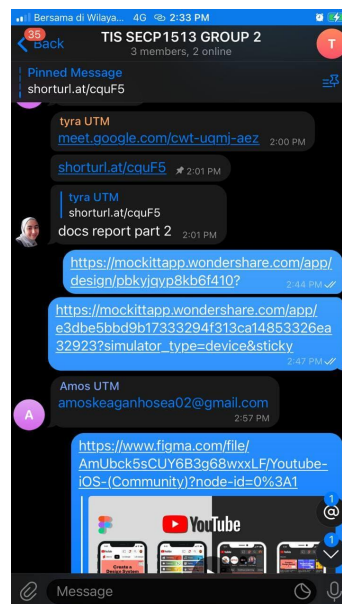 Bersama di Wilaya... 4G 2:33 PM
35
Back
TIS SECP1513 GROUP 2
3 members, 2 online
T
Pinned Message
shorturl.at/cquF5
tyra UTM
meet.google.com/cwt-uqmj-aez 2:00 PM
shorturl.at/cquF5 2:01 PM
tyra UTM
shorturl.at/cquF5
docs report part 2 2:01 PM
https://mockittapp.wondershare.com/app/
design/pbkyjqyp8kb6f410?
2:44 PM
https://mockittapp.wondershare.com/app/
e3dbe5bbd9b17333294f313ca14853326ea
32923?simulator_type=device&sticky
2:47 PM
Amos UTM
amoskeaganhosea02@gmail.com
2:57 PM
A
https://www.figma.com/file/
AmUbck5sCUY6B3g68wxxLF/Youtube-
iOS-(Community)?node-id=0%3A1
1
@
YouTube
1
Create a
Design System
Message